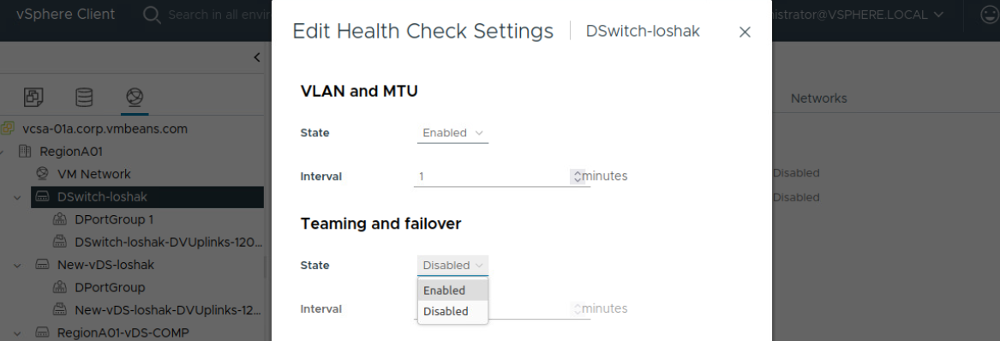 vSphere Client
Search in all envir
nistrator@VSPHERE.LOCAL
Edit Health Check Settings
DSwitch-loshak
VLAN and MTU
State
Enabled
Interval
1
minutes
Teaming and failover
State
Disabled
Enabled
Disabled
Interval
minutes
vcsa-01a.corp.vmbeans.com
RegionA01
VM Network
DSwitch-loshak
DPortGroup 1
DSwitch-loshak-DVUplinks-120...
New-vDS-loshak
DPortGroup
New-vDS-loshak-DVUplinks-12...
RegionA01-vDS-COMP
Networks
Disabled
Disabled